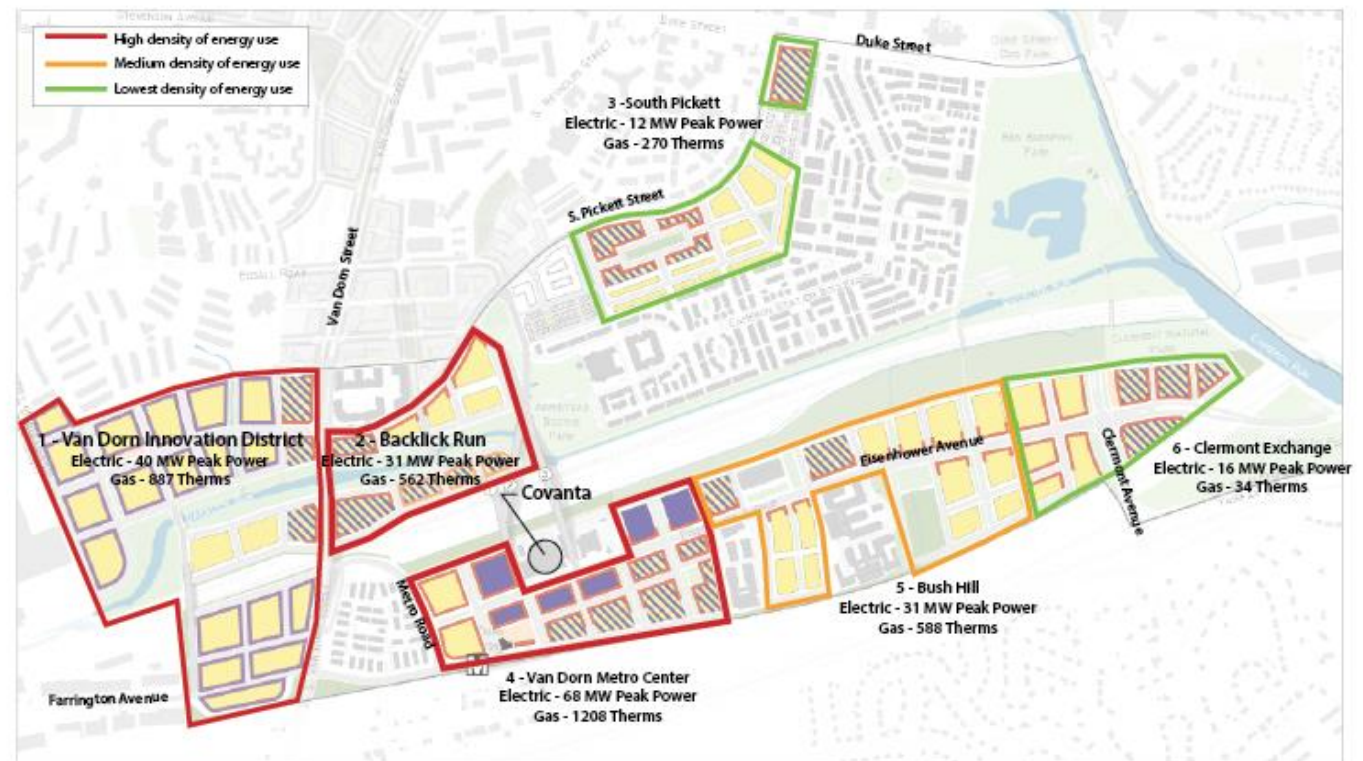 High density of energy use
Medium density of energy use
Lowest density of energy use
Duke Street
3 -South Pickett
Electric - 12 MW Peak Power
Gas - 270 Therms
S. Pickett Street
Van Dorn Street
1 - Van Dorn Innovation District
Electric - 40 MW Peak Power
Gas - 887 Therms
2 - Backlick Run
Electric - 31 MW Peak Power
Gas - 562 Therms
Covanta
Eisenhower Avenue
Clermont Avenue
6 - Clermont Exchange
Electric - 16 MW Peak Power
Gas - 34 Therms
Metro Road
5 - Bush Hill
Electric - 31 MW Peak Power
Gas - 588 Therms
M
4 - Van Dorn Metro Center
Electric - 68 MW Peak Power
Gas - 1208 Therms
Farrington Avenue